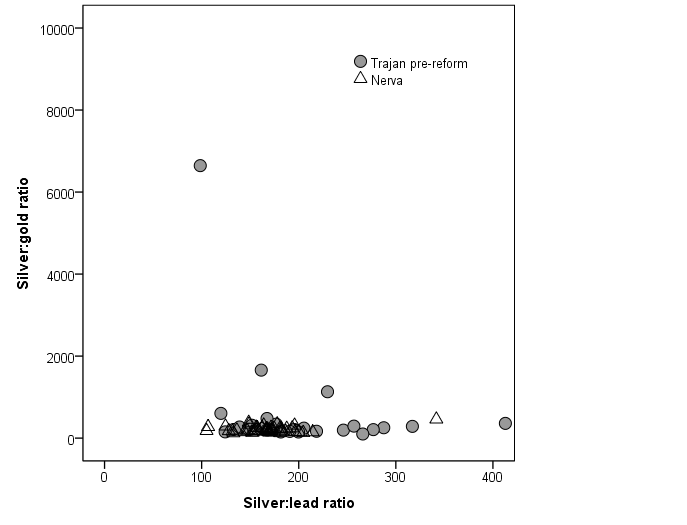 10000
Trajan pre-reform
Nerva
8000
6000
Silver:gold ratio
4000
2000
0
0 100 200 300 400
Silver:lead ratio